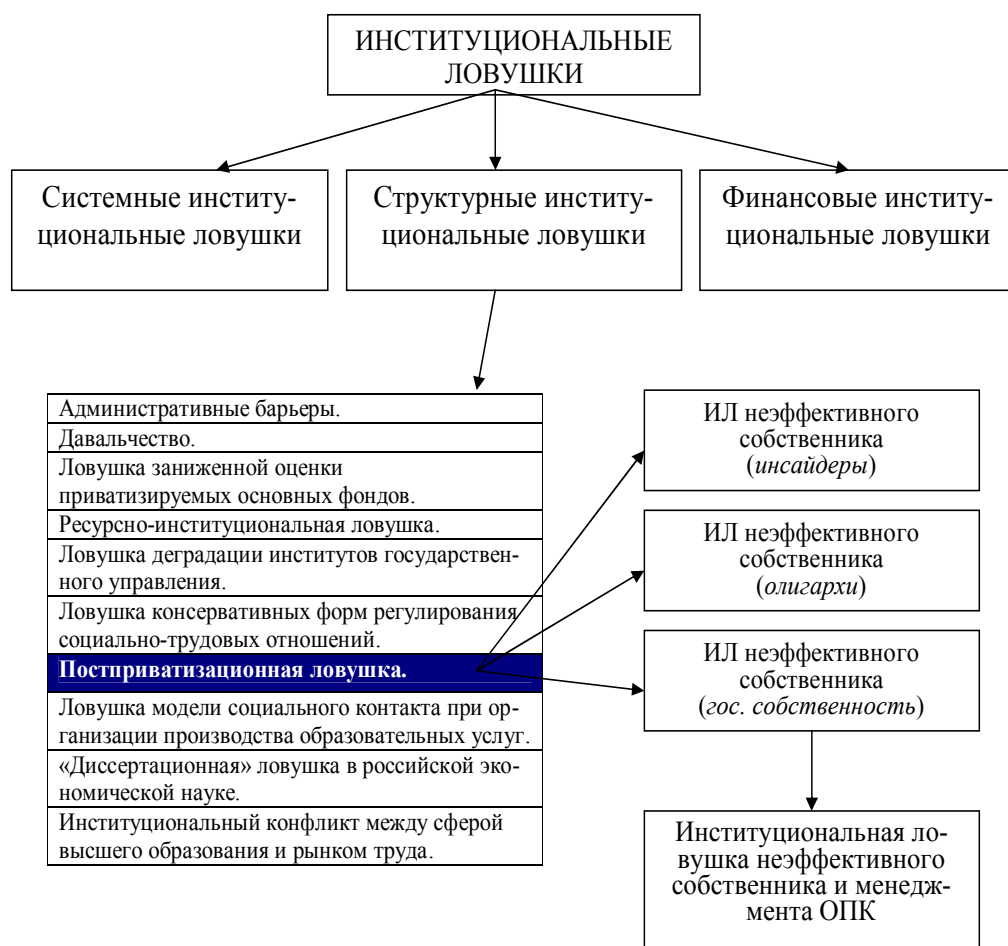 ИНСТИТУЦИОНАЛЬНЫЕ
ЛОВУШКИ
Системные институ-
циональные ловушки
Структурные институ-
циональные ловушки
Финансовые институ-
циональные ловушки
Административные барьеры.
Давальчество.
Ловушка заниженной оценки
приватизируемых основных фондов.
Ресурсно-институциональная ловушка.
Ловушка деградации институтов государствен-
ного управления.
Ловушка консервативных форм регулирования
социально-трудовых отношений.
Постприватизационная ловушка.
Ловушка модели социального контакта при ор-
ганизации производства образовательных услуг.
«Диссертационная» ловушка в российской эко-
номической науке.
Институциональный конфликт между сферой
высшего образования и рынком труда.
ИЛ неэффективного
собственника
(инсайдеры)
ИЛ неэффективного
собственника
(олигархи)
ИЛ неэффективного
собственника
(гос. собственность)
Институциональная ло-
вушка неэффективного
собственника и менедж-
мента ОПК